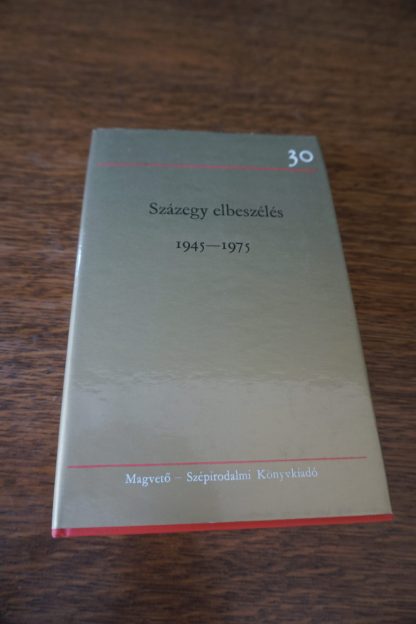 30
Százegy elbeszélés
1945—1975
Magvető – Szépirodalmi Könyvkiadó